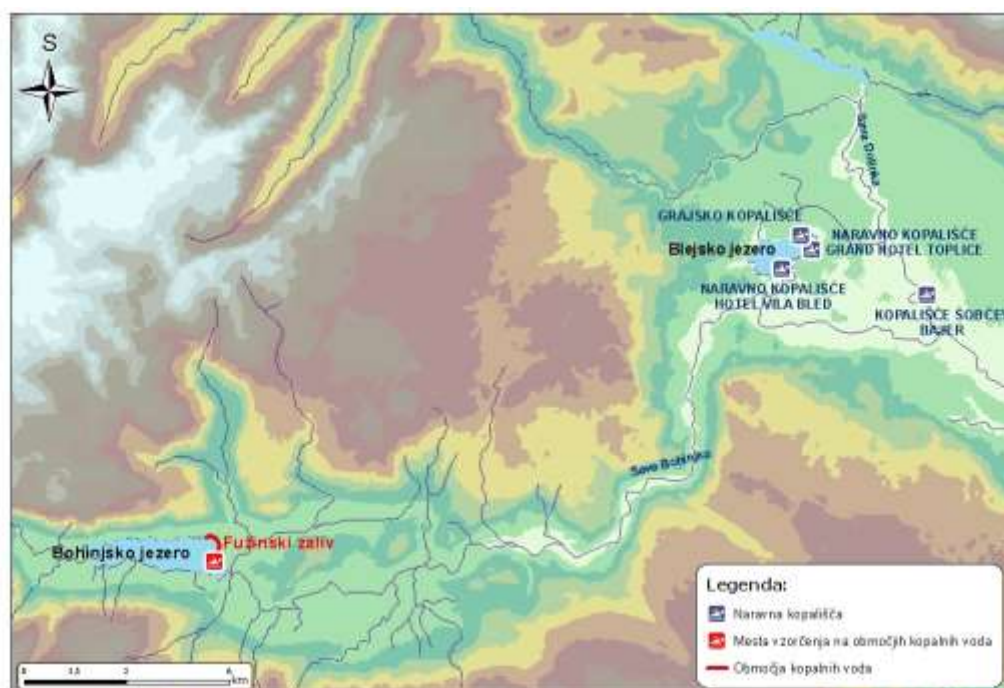 S
Sava Dolinka
GRAJSKO KOPALIŠČE
NARAVNO KOPALIŠČE
GRAND HOTEL TOPLICE
Blejsko jezero
NARAVNO KOPALIŠČE
HOTEL VILA BLED
KOPALIŠČE ŠOBČEV
BAJER
Sava Bohinjka
Fužinski zaliv
Bohinjsko jezero
Legenda:
Naravna kopališča
Mesta vzorčenja na območjih kopalnih voda
Območja kopalnih voda
km